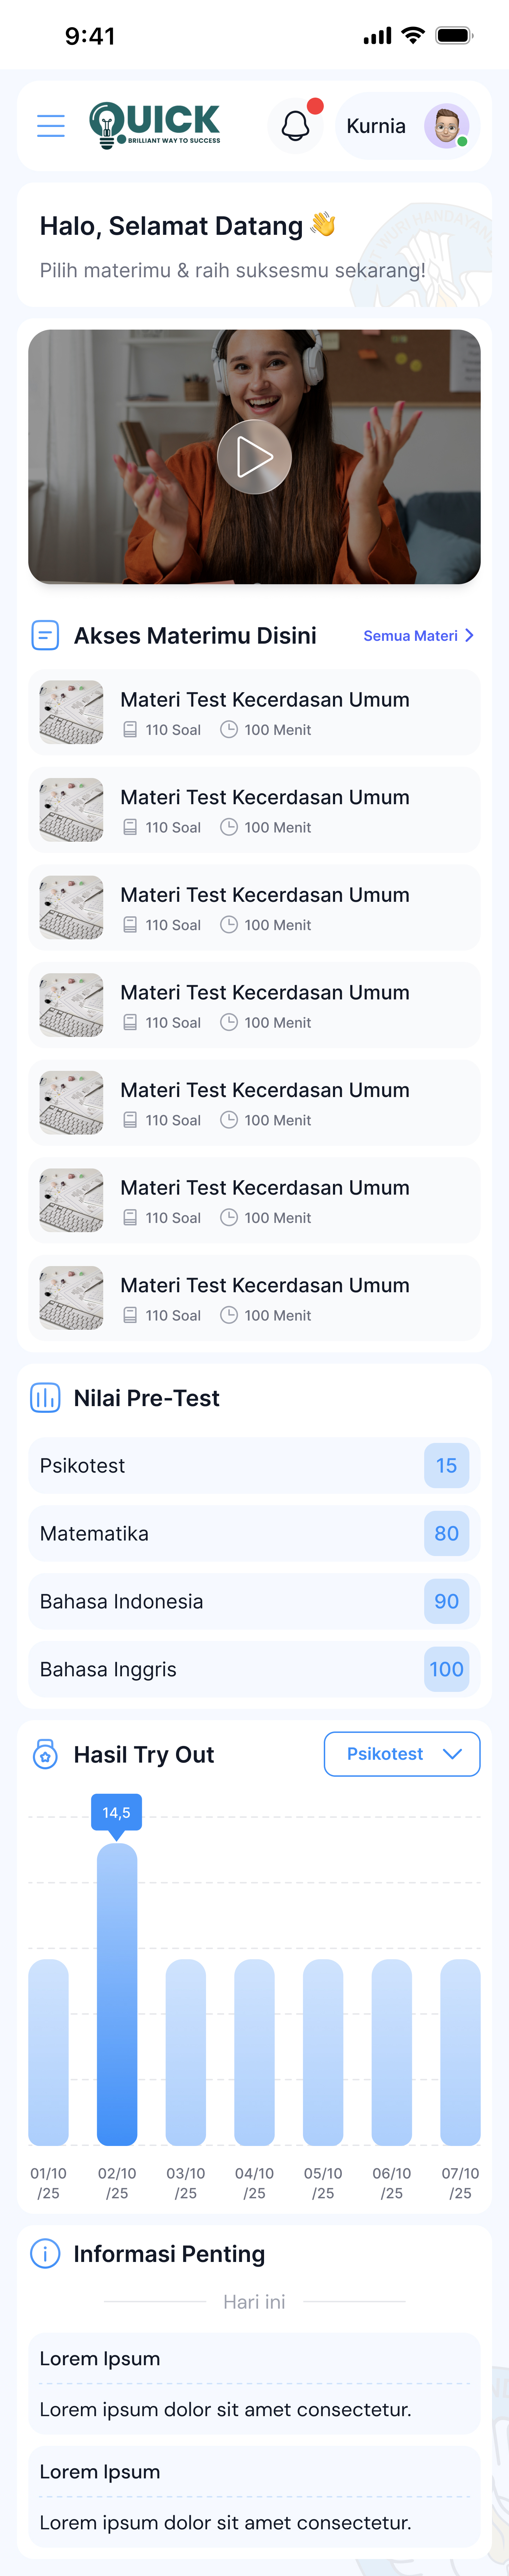 9:41
QUICK
BRILLIANT WAY TO SUCCESS
Kurnia
Halo, Selamat Datang 👋
Pilih materimu & raih suksesmu sekarang!
Akses Materimu Disini
Semua Materi
Materi Test Kecerdasan Umum
110 Soal 100 Menit
Materi Test Kecerdasan Umum
110 Soal 100 Menit
Materi Test Kecerdasan Umum
110 Soal 100 Menit
Materi Test Kecerdasan Umum
110 Soal 100 Menit
Materi Test Kecerdasan Umum
110 Soal 100 Menit
Materi Test Kecerdasan Umum
110 Soal 100 Menit
Materi Test Kecerdasan Umum
110 Soal 100 Menit
Nilai Pre-Test
Psikotest 15
Matematika 80
Bahasa Indonesia 90
Bahasa Inggris 100
Hasil Try Out
Psikotest
14,5
01/10 02/10 03/10 04/10 05/10 06/10 07/10
/25 /25 /25 /25 /25 /25 /25
Informasi Penting
Hari ini
Lorem Ipsum
Lorem ipsum dolor sit amet consectetur.
Lorem Ipsum
Lorem ipsum dolor sit amet consectetur.